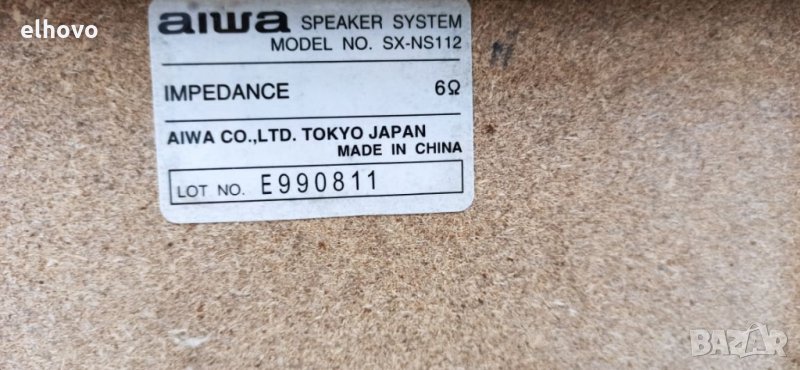 elhovo
aiwa SPEAKER SYSTEM
MODEL NO. SX-NS112
IMPEDANCE 6Ω
AIWA CO.,LTD. TOKYO JAPAN
MADE IN CHINA
LOT NO. E990811
BAZAR